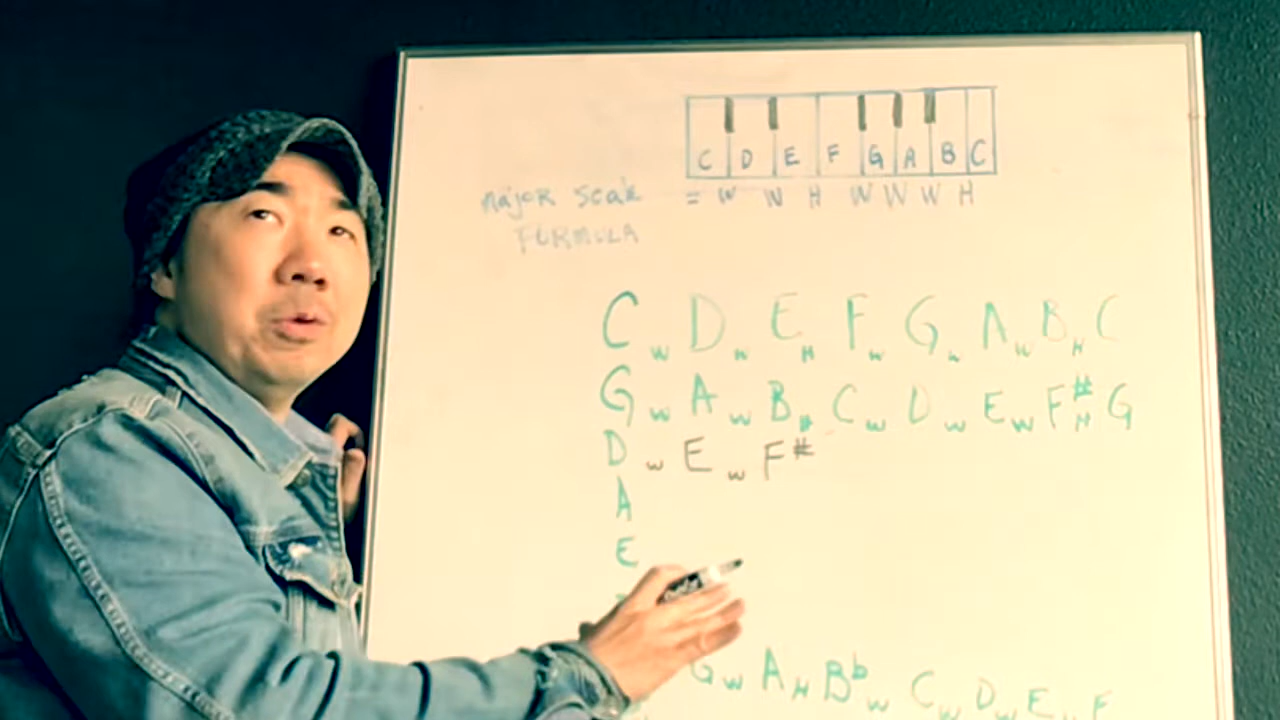 C D E F G A B C
major scale = W W H W W W H
FORMULA
C W D W E H F W G W A W B H C
G W A W B H C W D W E W F# H G
D W E W F#
A
E
G W A H Bb W C W D W E H F